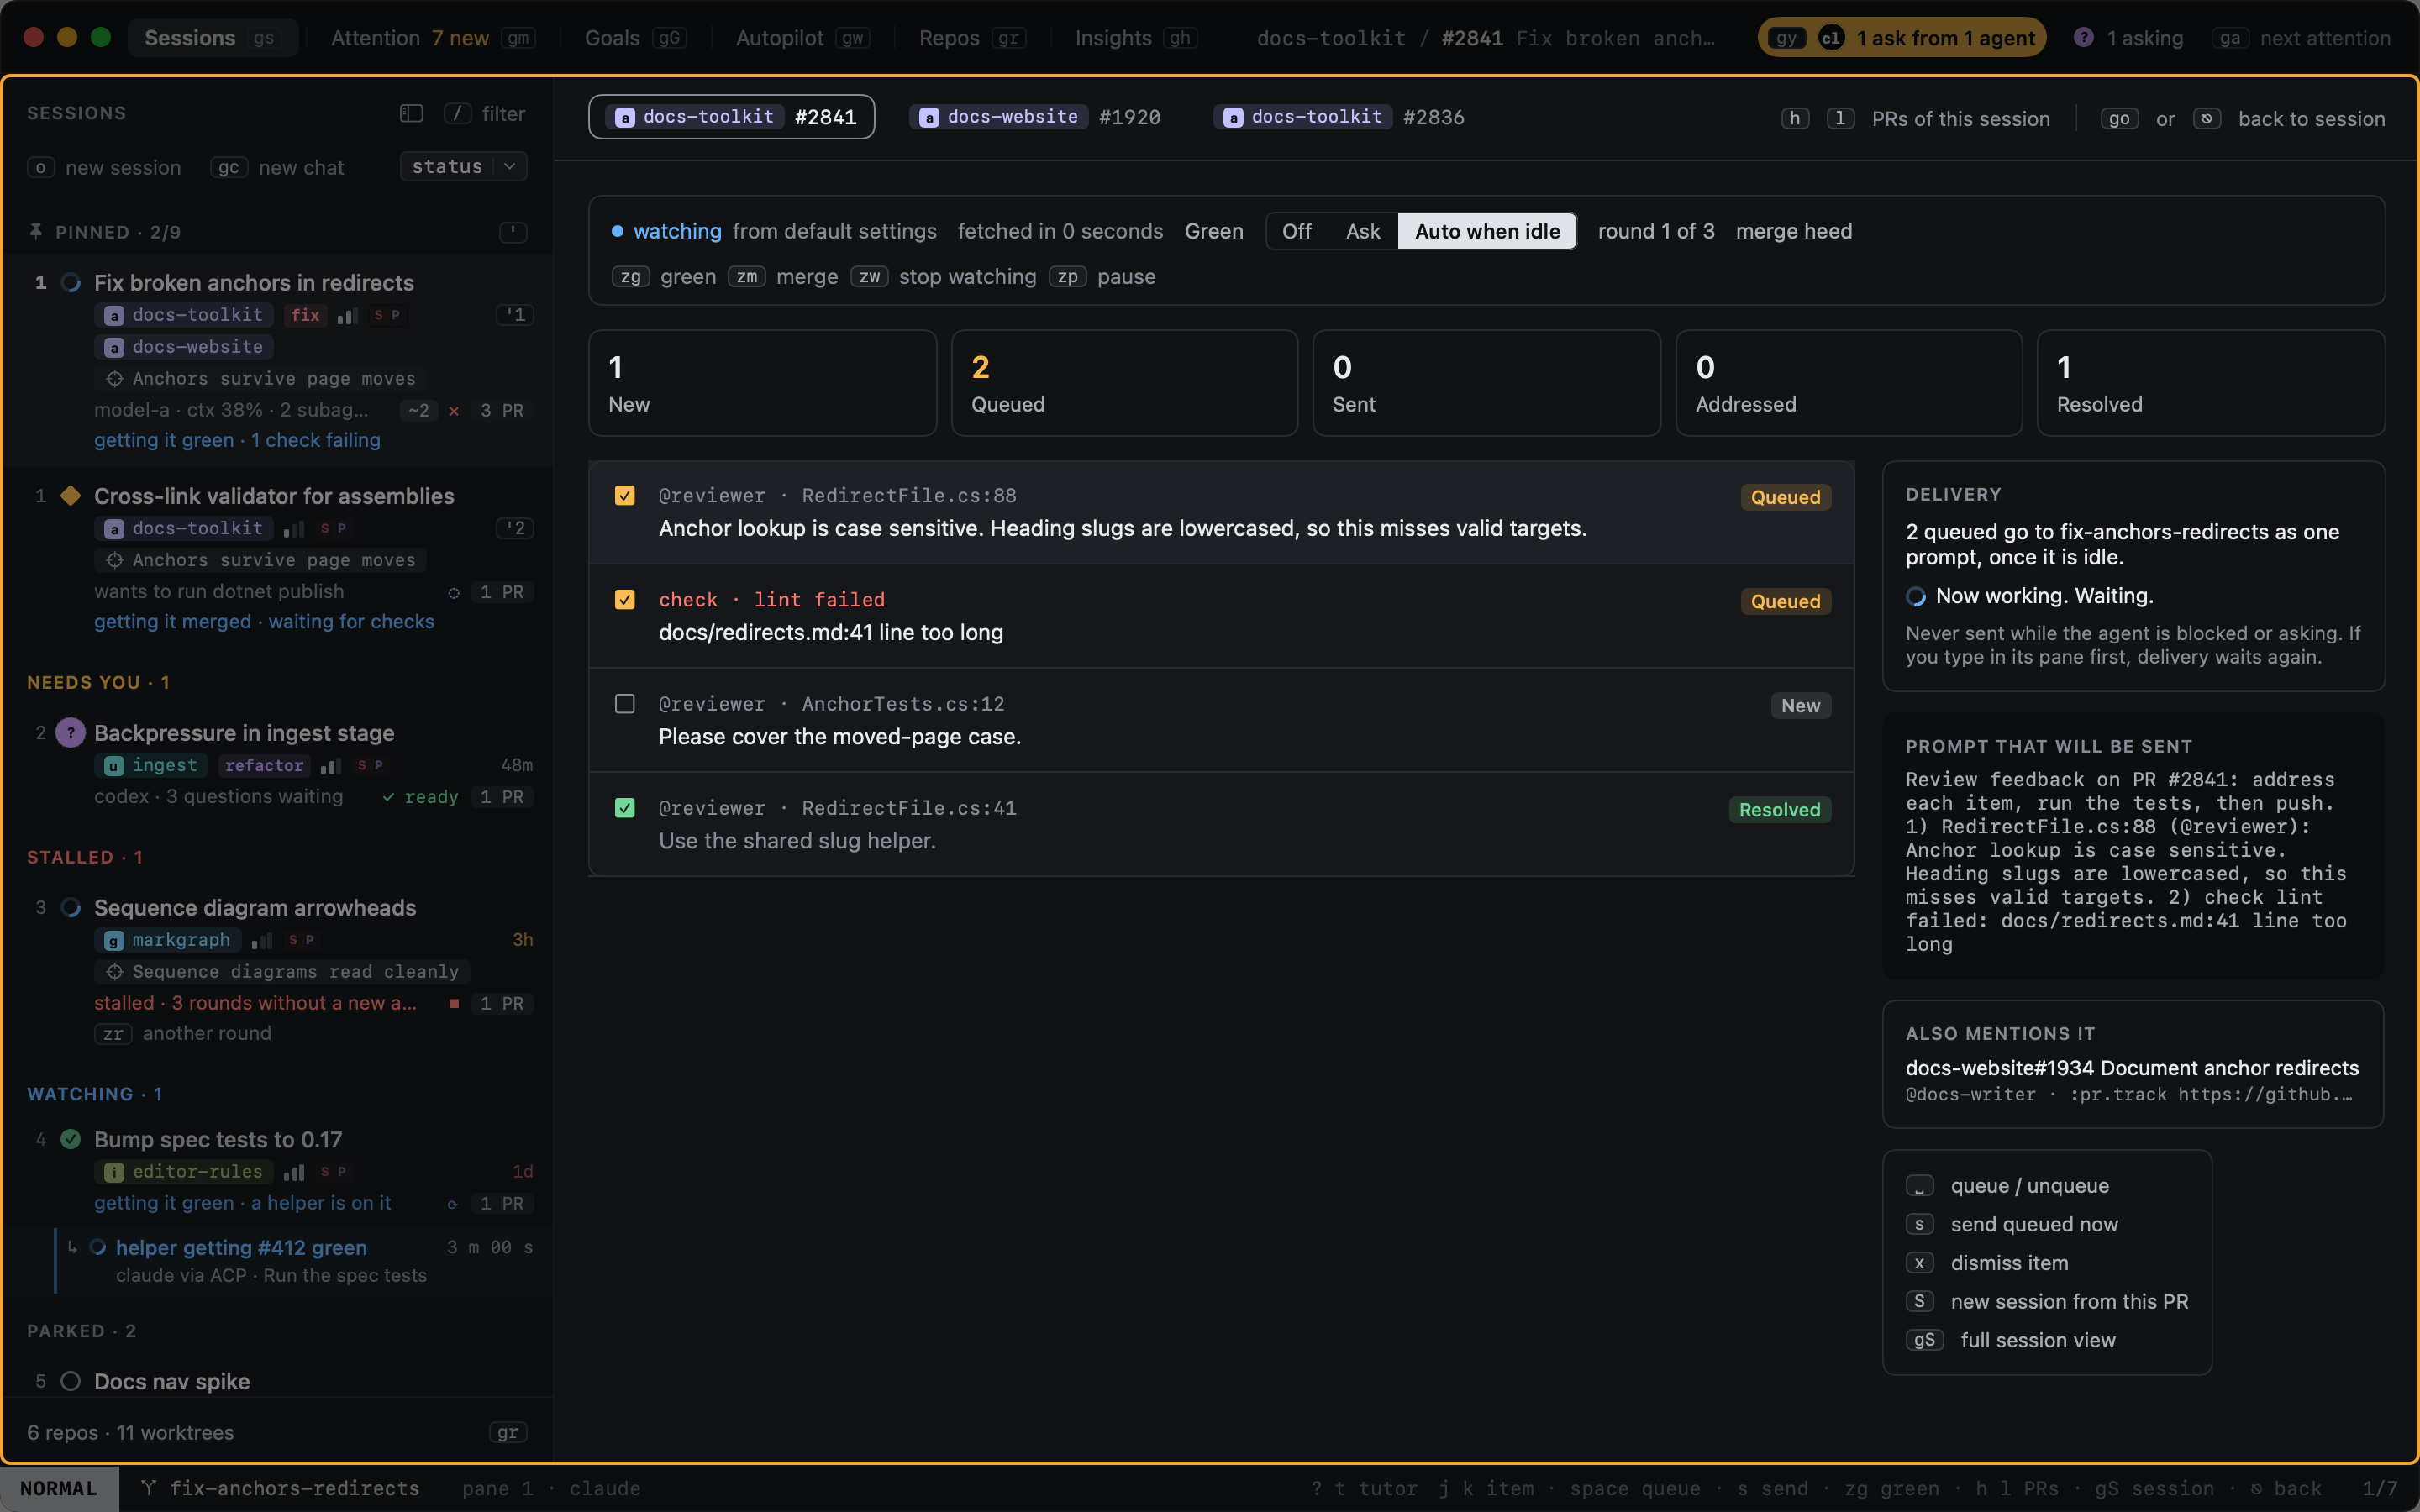 Sessions gs Attention 7 new gm Goals gG Autopilot gw Repos gr Insights gh docs-toolkit / #2841 Fix broken anch… gy cl 1 ask from 1 agent ? 1 asking ga next attention
SESSIONS / filter
o new session gc new chat status
PINNED · 2/9 '
1 Fix broken anchors in redirects
a docs-toolkit fix S P '1
a docs-website
Anchors survive page moves
model-a · ctx 38% · 2 subag… ~2 × 3 PR
getting it green · 1 check failing
1 Cross-link validator for assemblies
a docs-toolkit S P '2
Anchors survive page moves
wants to run dotnet publish 1 PR
getting it merged · waiting for checks
NEEDS YOU · 1
2 ? Backpressure in ingest stage
u ingest refactor S P 48m
codex · 3 questions waiting ✓ ready 1 PR
STALLED · 1
3 Sequence diagram arrowheads
g markgraph S P 3h
Sequence diagrams read cleanly
stalled · 3 rounds without a new a… 1 PR
zr another round
WATCHING · 1
4 Bump spec tests to 0.17
i editor-rules S P 1d
getting it green · a helper is on it 1 PR
↳ helper getting #412 green 3 m 00 s
claude via ACP · Run the spec tests
PARKED · 2
5 Docs nav spike
6 repos · 11 worktrees gr
a docs-toolkit #2841 a docs-website #1920 a docs-toolkit #2836 h l PRs of this session go or ⎋ back to session
watching from default settings fetched in 0 seconds Green Off Ask Auto when idle round 1 of 3 merge heed
zg green zm merge zw stop watching zp pause
1 2 0 0 1
New Queued Sent Addressed Resolved
@reviewer · RedirectFile.cs:88 Queued
Anchor lookup is case sensitive. Heading slugs are lowercased, so this misses valid targets.
check · lint failed Queued
docs/redirects.md:41 line too long
@reviewer · AnchorTests.cs:12 New
Please cover the moved-page case.
@reviewer · RedirectFile.cs:41 Resolved
Use the shared slug helper.
DELIVERY
2 queued go to fix-anchors-redirects as one
prompt, once it is idle.
Now working. Waiting.
Never sent while the agent is blocked or asking. If
you type in its pane first, delivery waits again.
PROMPT THAT WILL BE SENT
Review feedback on PR #2841: address
each item, run the tests, then push.
1) RedirectFile.cs:88 (@reviewer):
Anchor lookup is case sensitive.
Heading slugs are lowercased, so this
misses valid targets. 2) check lint
failed: docs/redirects.md:41 line too
long
ALSO MENTIONS IT
docs-website#1934 Document anchor redirects
@docs-writer · :pr.track https://github.…
␣ queue / unqueue
s send queued now
x dismiss item
S new session from this PR
gS full session view
NORMAL fix-anchors-redirects pane 1 · claude ? t tutor j k item · space queue · s send · zg green · h l PRs · gS session · ⎋ back 1/7